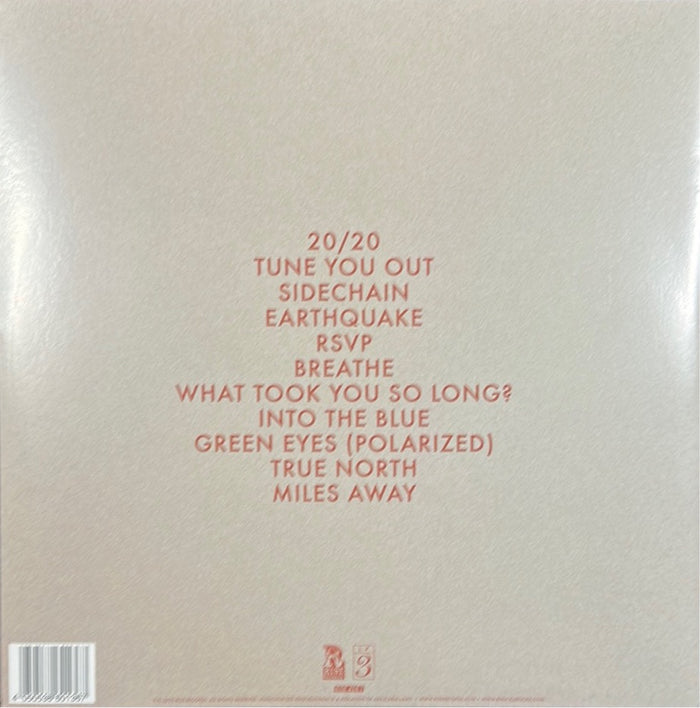 20/20
TUNE YOU OUT
SIDECHAIN
EARTHQUAKE
RSVP
BREATHE
WHAT TOOK YOU SO LONG?
INTO THE BLUE
GREEN EYES (POLARIZED)
TRUE NORTH
MILES AWAY
3